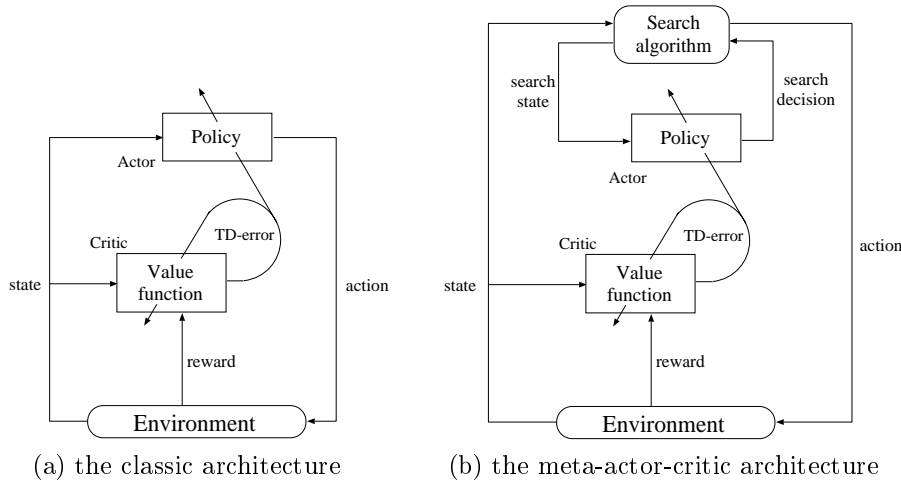 Policy
Actor
TD-error
Critic
Value
function
state
action
reward
Environment
(a) the classic architecture
Search
algorithm
search
state
search
decision
Policy
Actor
TD-error
Critic
Value
function
state
action
reward
Environment
(b) the meta-actor-critic architecture